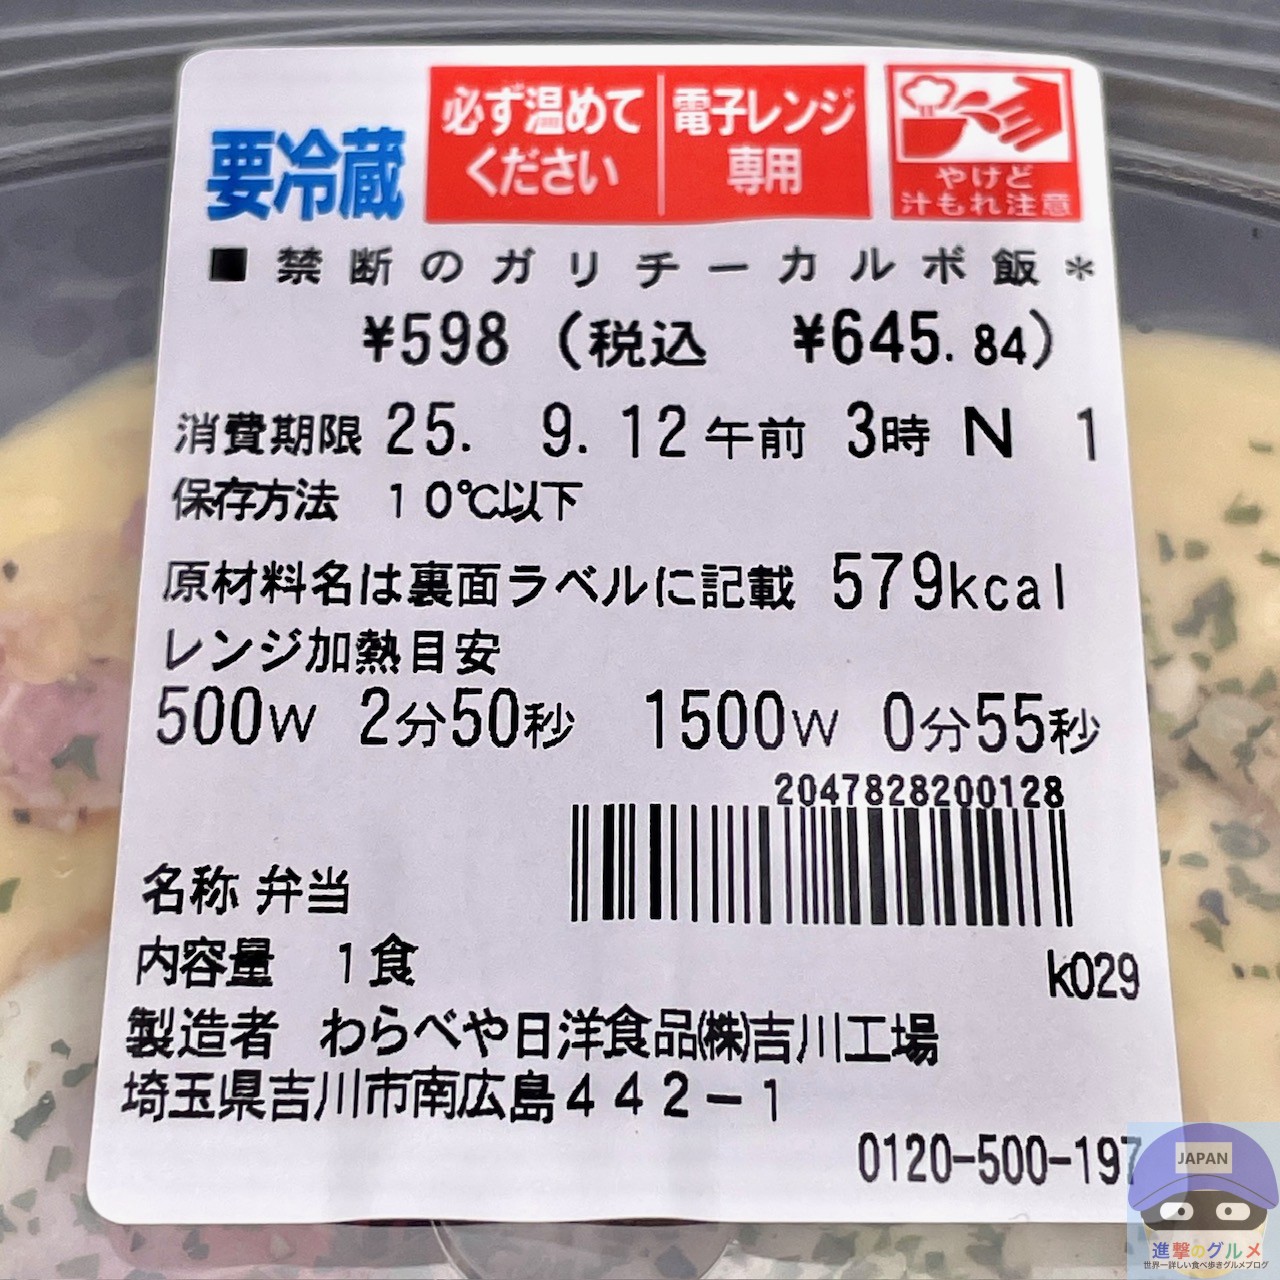 要冷蔵
必ず温めて
ください
電子レンジ
専用
やけど
汁もれ注意
■禁断のガリチーカルボ飯*
¥598(税込 ¥645.84)
消費期限 25. 9.12午前 3時 N 1
保存方法 10℃以下
原材料名は裏面ラベルに記載 579kcal
レンジ加熱目安
500W 2分50秒 1500W 0分55秒
2047828200128
名称 弁当
内容量 1食
k029
製造者 わらべや日洋食品㈱吉川工場
埼玉県吉川市南広島442-1
0120-500-197
JAPAN
進撃のグルメ
世界一詳しい食べ歩きグルメブログ